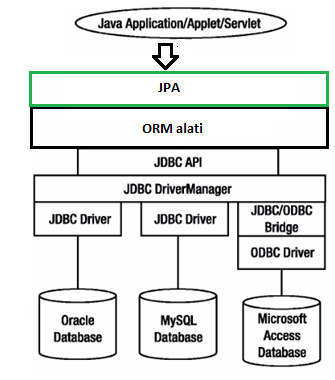 Java Application/Applet/Servlet
JPA
ORM alati
JDBC API
JDBC DriverManager
JDBC Driver
JDBC Driver
JDBC/ODBC
Bridge
ODBC Driver
Oracle
Database
MySQL
Database
Microsoft
Access
Database